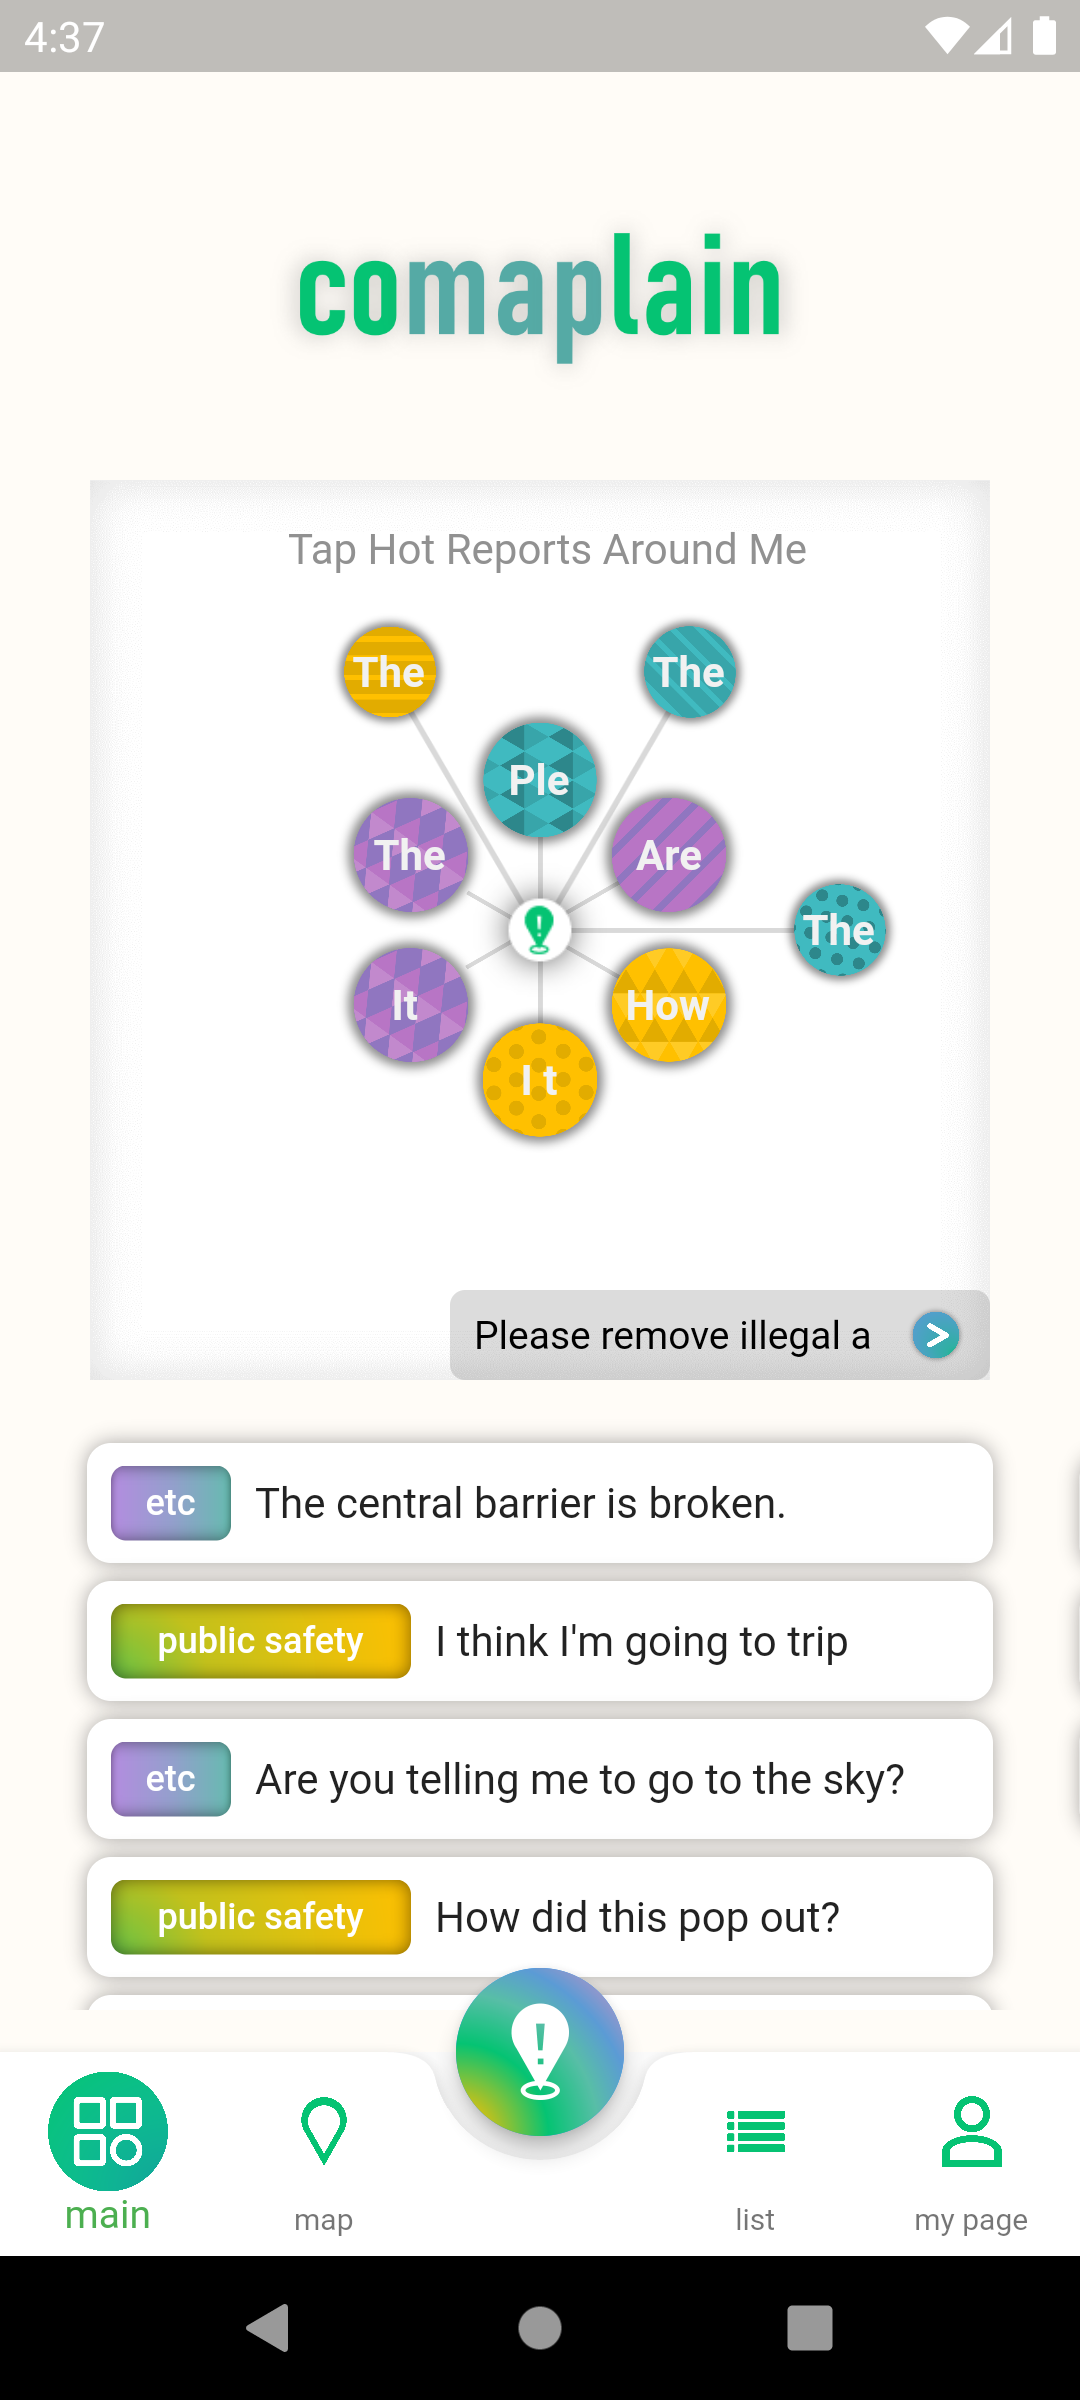 4:37
comaplain
Tap Hot Reports Around Me
The
The
Ple
The
Are
The
It
How
I t
Please remove illegal a
etc
The central barrier is broken.
public safety
I think I'm going to trip
etc
Are you telling me to go to the sky?
public safety
How did this pop out?
main
map
list
my page